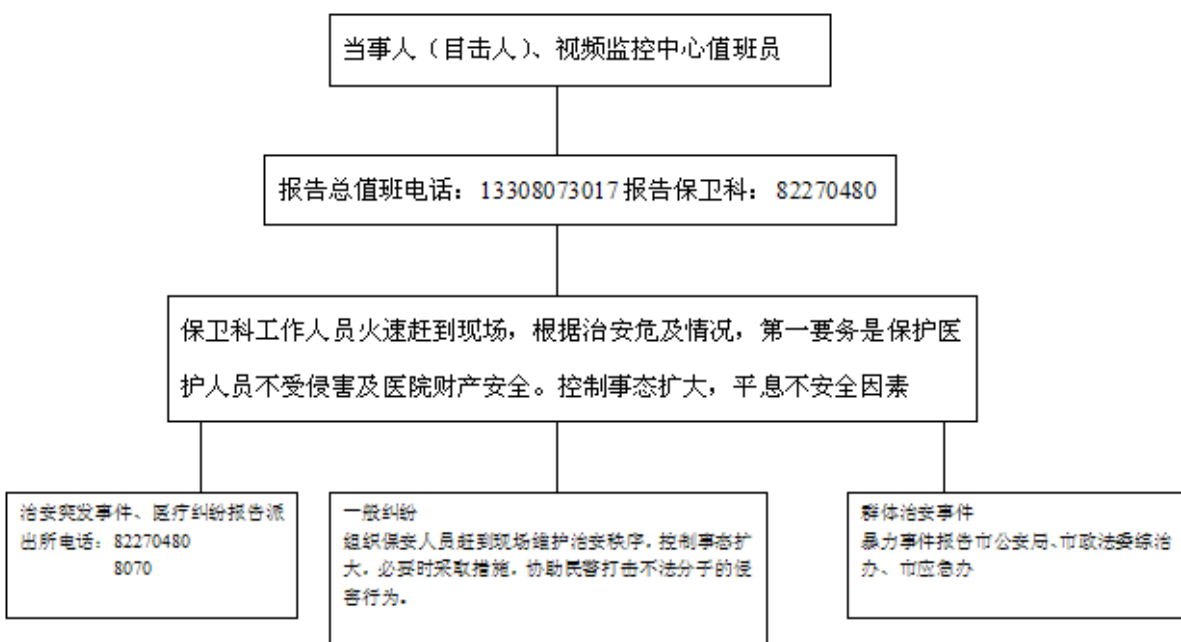 当事人（目击人）、视频监控中心值班员
报告总值班电话：13308073017 报告保卫科：82270480
保卫科工作人员火速赶到现场，根据治安危及情况，第一要务是保护医
护人员不受侵害及医院财产安全。控制事态扩大，平息不安全因素
治安突发事件、医疗纠纷报告派
出所电话：82270480
8070
一般纠纷
组织保安人员赶到现场维护治安秩序，控制事态扩
大，必要时采取措施，协助民警打击不法分子的侵
害行为。
群体治安事件
暴力事件报告市公安局、市政法委综治
办、市应急办